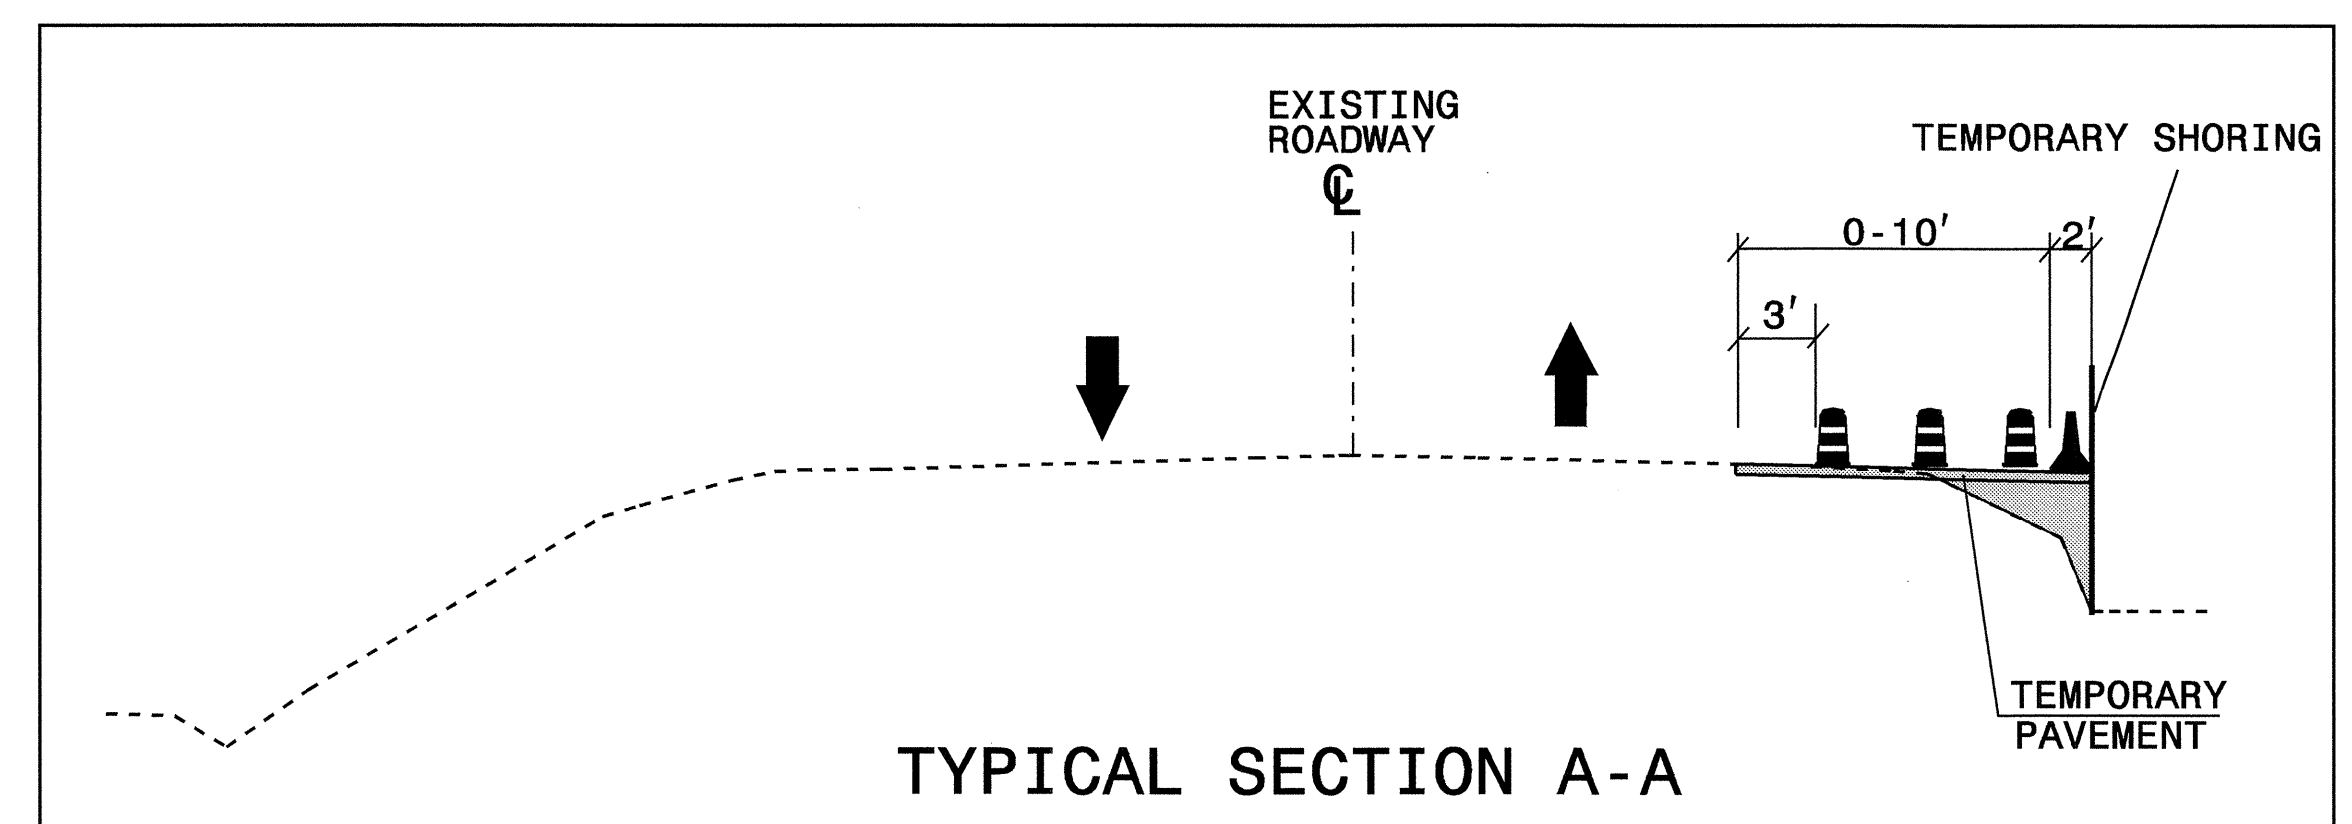 EXISTING
ROADWAY
℄
TEMPORARY SHORING
0-10'
2'
3'
TEMPORARY
PAVEMENT
TYPICAL SECTION A-A